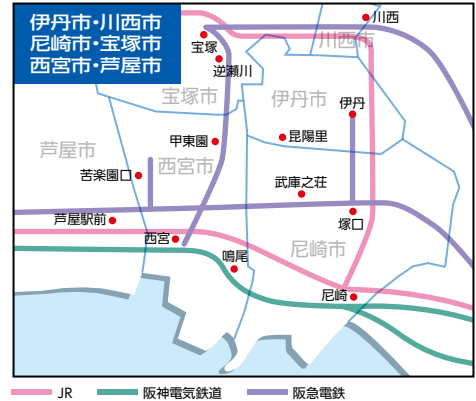 伊丹市・川西市
尼崎市・宝塚市
西宮市・芦屋市
川西
川西市
宝塚
逆瀬川
宝塚市
伊丹市
伊丹
甲東園
昆陽里
芦屋市
西宮市
苦楽園口
武庫之荘
芦屋駅前
塚口
西宮
尼崎市
鳴尾
尼崎
JR
阪神電気鉄道
阪急電鉄